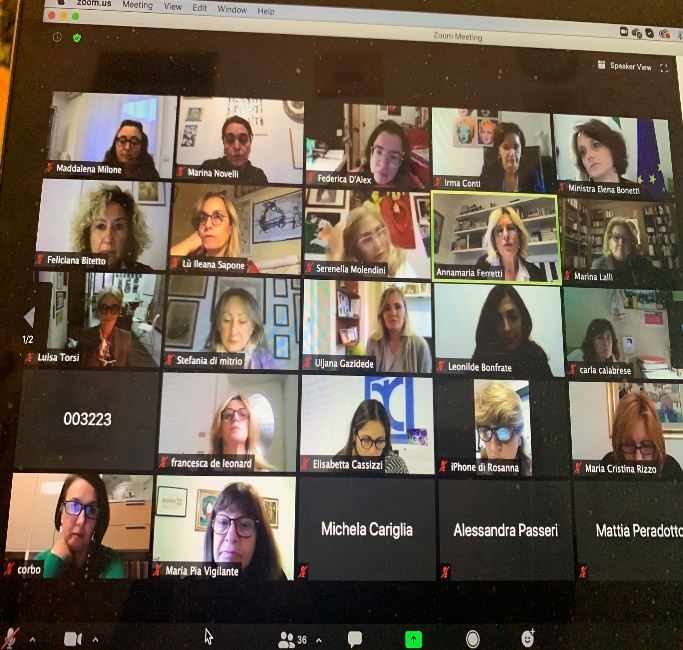 zoom.us Meeting View Edit Window Help
Zoom Meeting
Speaker View
Maddalena Milone
Marina Novelli
Federica D'Alex
Irma Conti
Ministra Elena Bonetti
Feliciana Bitetto
Lù Ileana Sapone
Serenella Molendini
Annamaria Ferretti
Marina Lalli
1/2
Luisa Torsi
Stefania di mitrio
Uljana Gazidede
Leonilde Bonfrate
carla calabrese
003223
francesca de leonard
Elisabetta Cassizzi
iPhone di Rosanna
Maria Cristina Rizzo
corbo
Maria Pia Vigilante
Michela Cariglia
Alessandra Passeri
Mattia Peradotto
36